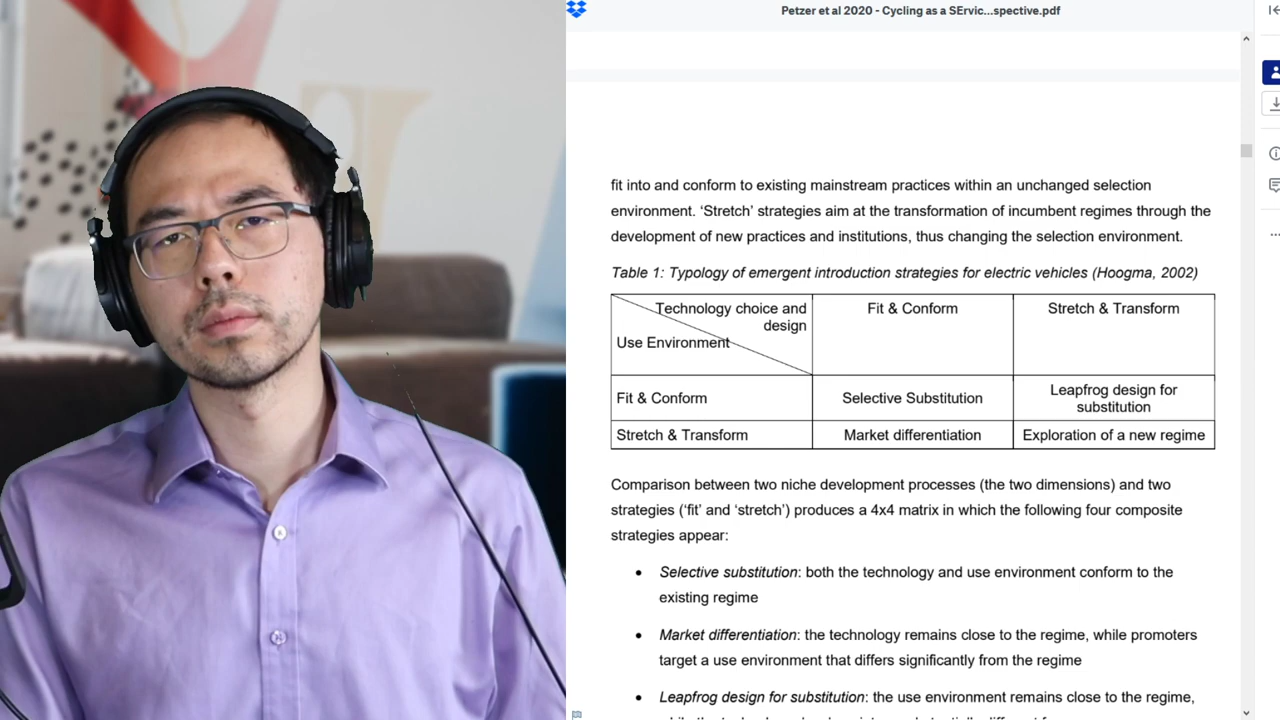 Petzer et al 2020 - Cycling as a SErvic...spective.pdf
fit into and conform to existing mainstream practices within an unchanged selection
environment. ‘Stretch’ strategies aim at the transformation of incumbent regimes through the
development of new practices and institutions, thus changing the selection environment.
Table 1: Typology of emergent introduction strategies for electric vehicles (Hoogma, 2002)
Technology choice and
design
Use Environment
Fit & Conform
Stretch & Transform
Fit & Conform
Selective Substitution
Leapfrog design for
substitution
Stretch & Transform
Market differentiation
Exploration of a new regime
Comparison between two niche development processes (the two dimensions) and two
strategies (‘fit’ and ‘stretch’) produces a 4x4 matrix in which the following four composite
strategies appear:
• Selective substitution: both the technology and use environment conform to the
existing regime
• Market differentiation: the technology remains close to the regime, while promoters
target a use environment that differs significantly from the regime
• Leapfrog design for substitution: the use environment remains close to the regime,